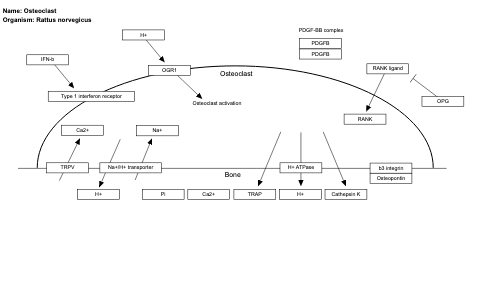 Name: Osteoclast
Organism: Rattus norvegicus
PDGF-BB complex
H+
PDGFB
PDGFB
IFN-b
OGR1
Osteoclast
RANK ligand
Type 1 interferon receptor
Osteoclast activation
OPG
RANK
Ca2+
Na+
TRPV
Na+/H+ transporter
H+ ATPase
b3 integrin
Bone
Osteopontin
H+
Pi
Ca2+
TRAP
H+
Cathepsin K